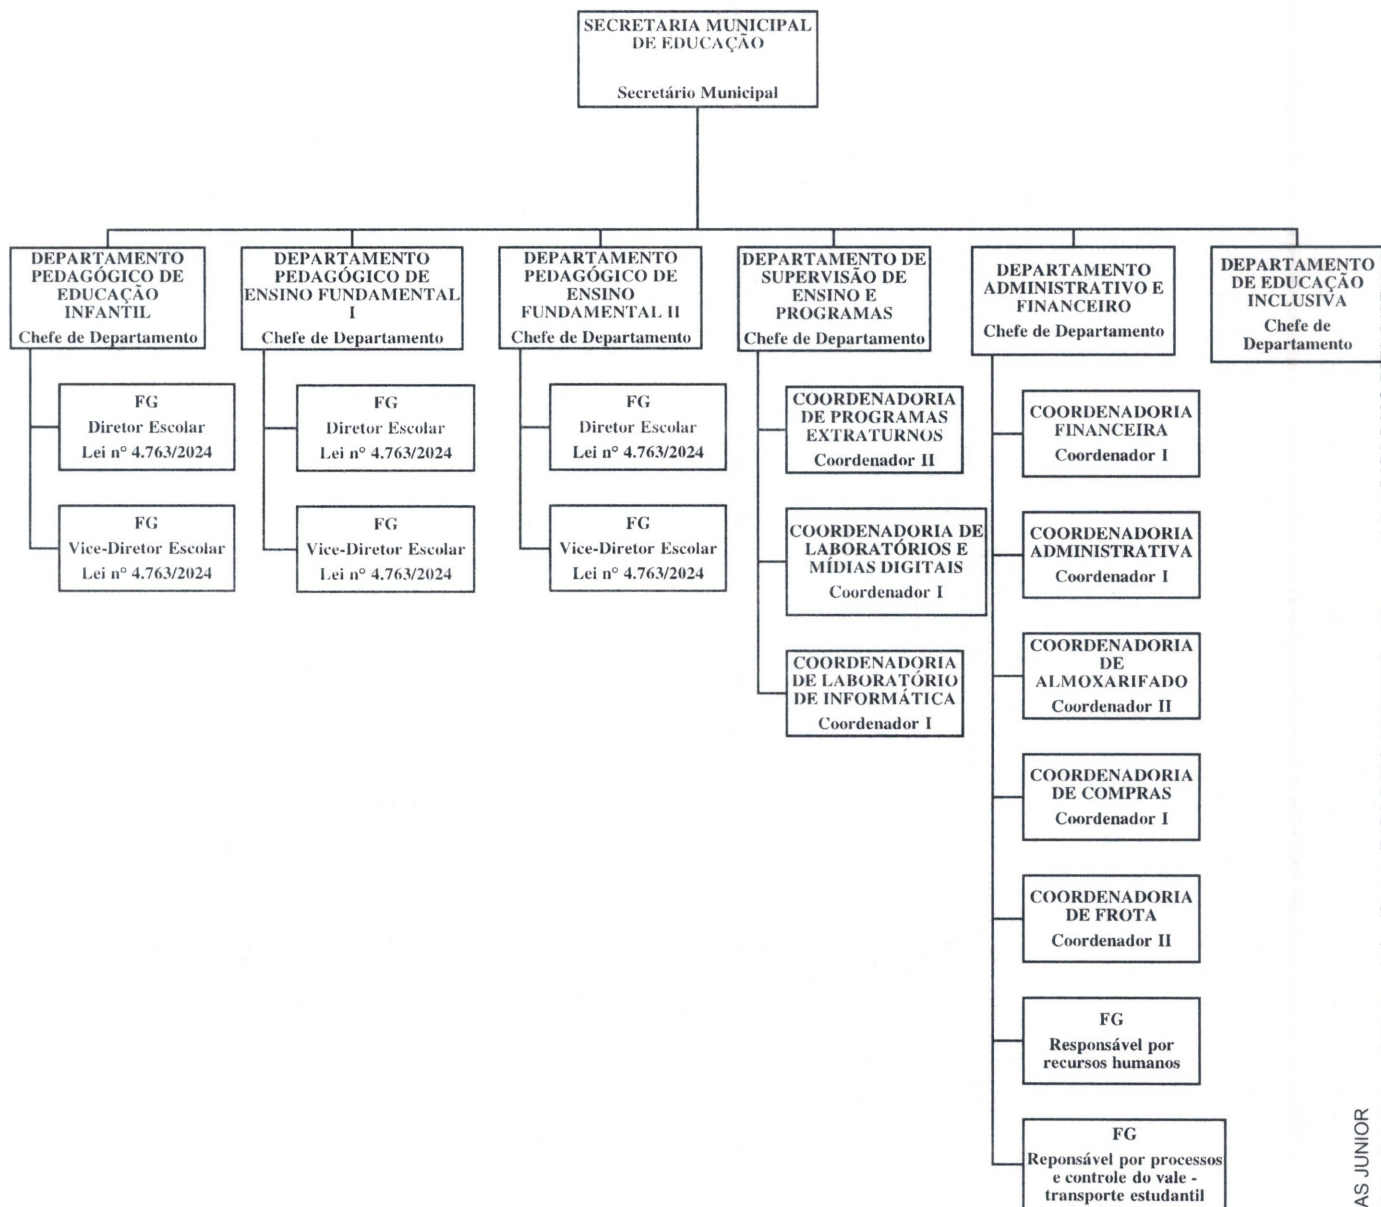 SECRETARIA MUNICIPAL
DE EDUCAÇÃO
Secretário Municipal
DEPARTAMENTO
PEDAGÓGICO DE
EDUCAÇÃO
INFANTIL
Chefe de Departamento
FG
Diretor Escolar
Lei n° 4.763/2024
FG
Vice-Diretor Escolar
Lei n° 4.763/2024
DEPARTAMENTO
PEDAGÓGICO DE
ENSINO FUNDAMENTAL
I
Chefe de Departamento
FG
Diretor Escolar
Lei n° 4.763/2024
FG
Vice-Diretor Escolar
Lei n° 4.763/2024
DEPARTAMENTO
PEDAGÓGICO DE
ENSINO
FUNDAMENTAL II
Chefe de Departamento
FG
Diretor Escolar
Lei n° 4.763/2024
FG
Vice-Diretor Escolar
Lei n° 4.763/2024
DEPARTAMENTO DE
SUPERVISÃO DE
ENSINO E
PROGRAMAS
Chefe de Departamento
COORDENADORIA
DE PROGRAMAS
EXTRATURNOS
Coordenador II
COORDENADORIA DE
LABORATÓRIOS E
MÍDIAS DIGITAIS
Coordenador I
COORDENADORIA
DE LABORATÓRIO
DE INFORMÁTICA
Coordenador I
DEPARTAMENTO
ADMINISTRATIVO E
FINANCEIRO
Chefe de Departamento
COORDENADORIA
FINANCEIRA
Coordenador I
COORDENADORIA
ADMINISTRATIVA
Coordenador I
COORDENADORIA
DE
ALMOXARIFADO
Coordenador II
COORDENADORIA
DE COMPRAS
Coordenador I
COORDENADORIA
DE FROTA
Coordenador II
FG
Responsável por
recursos humanos
FG
Reponsável por processos
e controle do vale -
transporte estudantil
DEPARTAMENTO
DE EDUCAÇÃO
INCLUSIVA
Chefe de
Departamento
AS JUNIOR